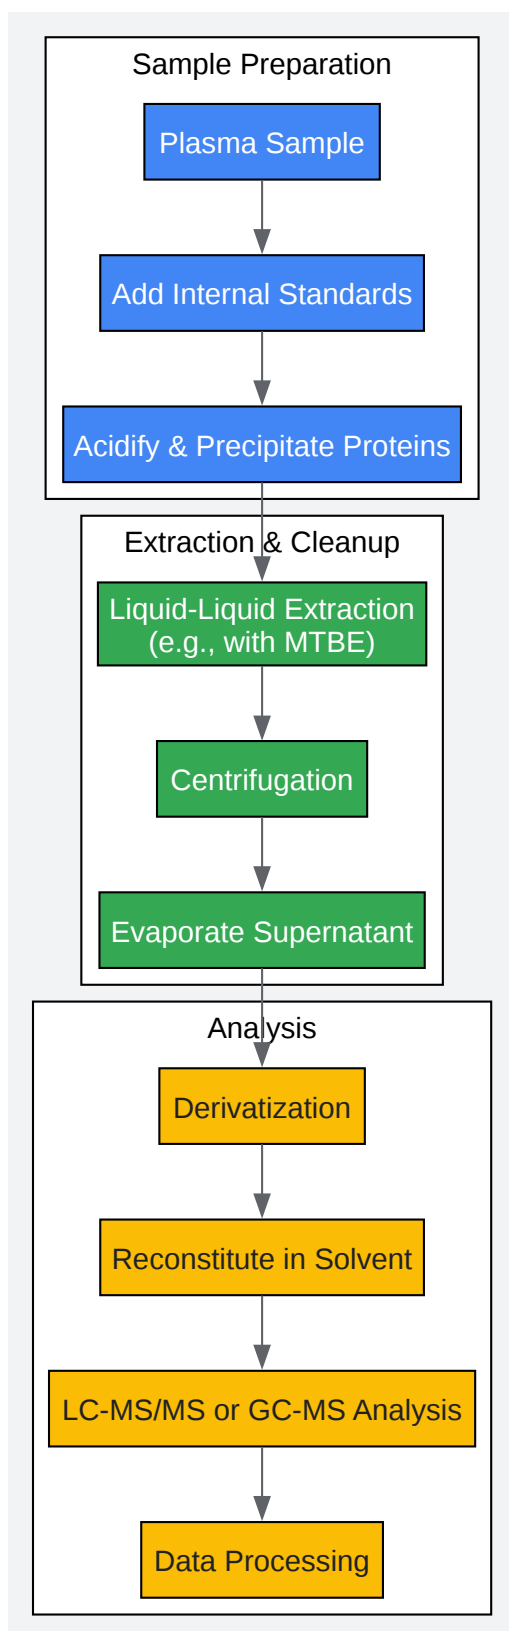 Sample Preparation
Plasma Sample
Add Internal Standards
Acidify & Precipitate Proteins
Extraction & Cleanup
Liquid-Liquid Extraction
(e.g., with MTBE)
Centrifugation
Evaporate Supernatant
Analysis
Derivatization
Reconstitute in Solvent
LC-MS/MS or GC-MS Analysis
Data Processing